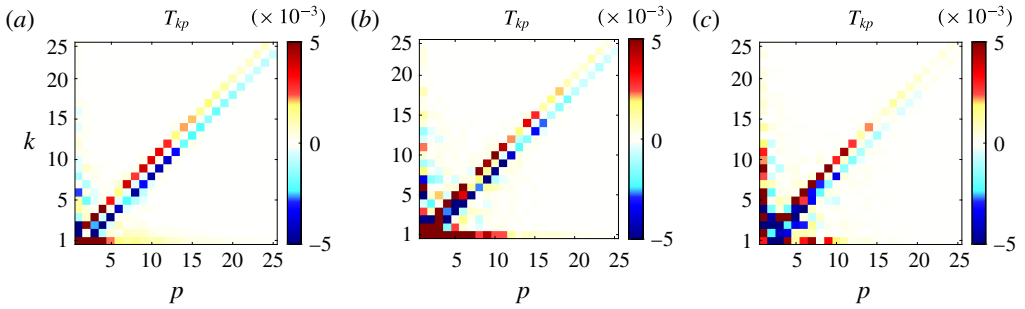 (a) T_kp (× 10⁻³) (b) T_kp (× 10⁻³) (c) T_kp (× 10⁻³)
25 5 25 5 25 5
20 20 20
15 15 15
k 0 0 0
10 10 10
5 5 5
1 −5 1 −5 1 −5
5 10 15 20 25 5 10 15 20 25 5 10 15 20 25
p p p